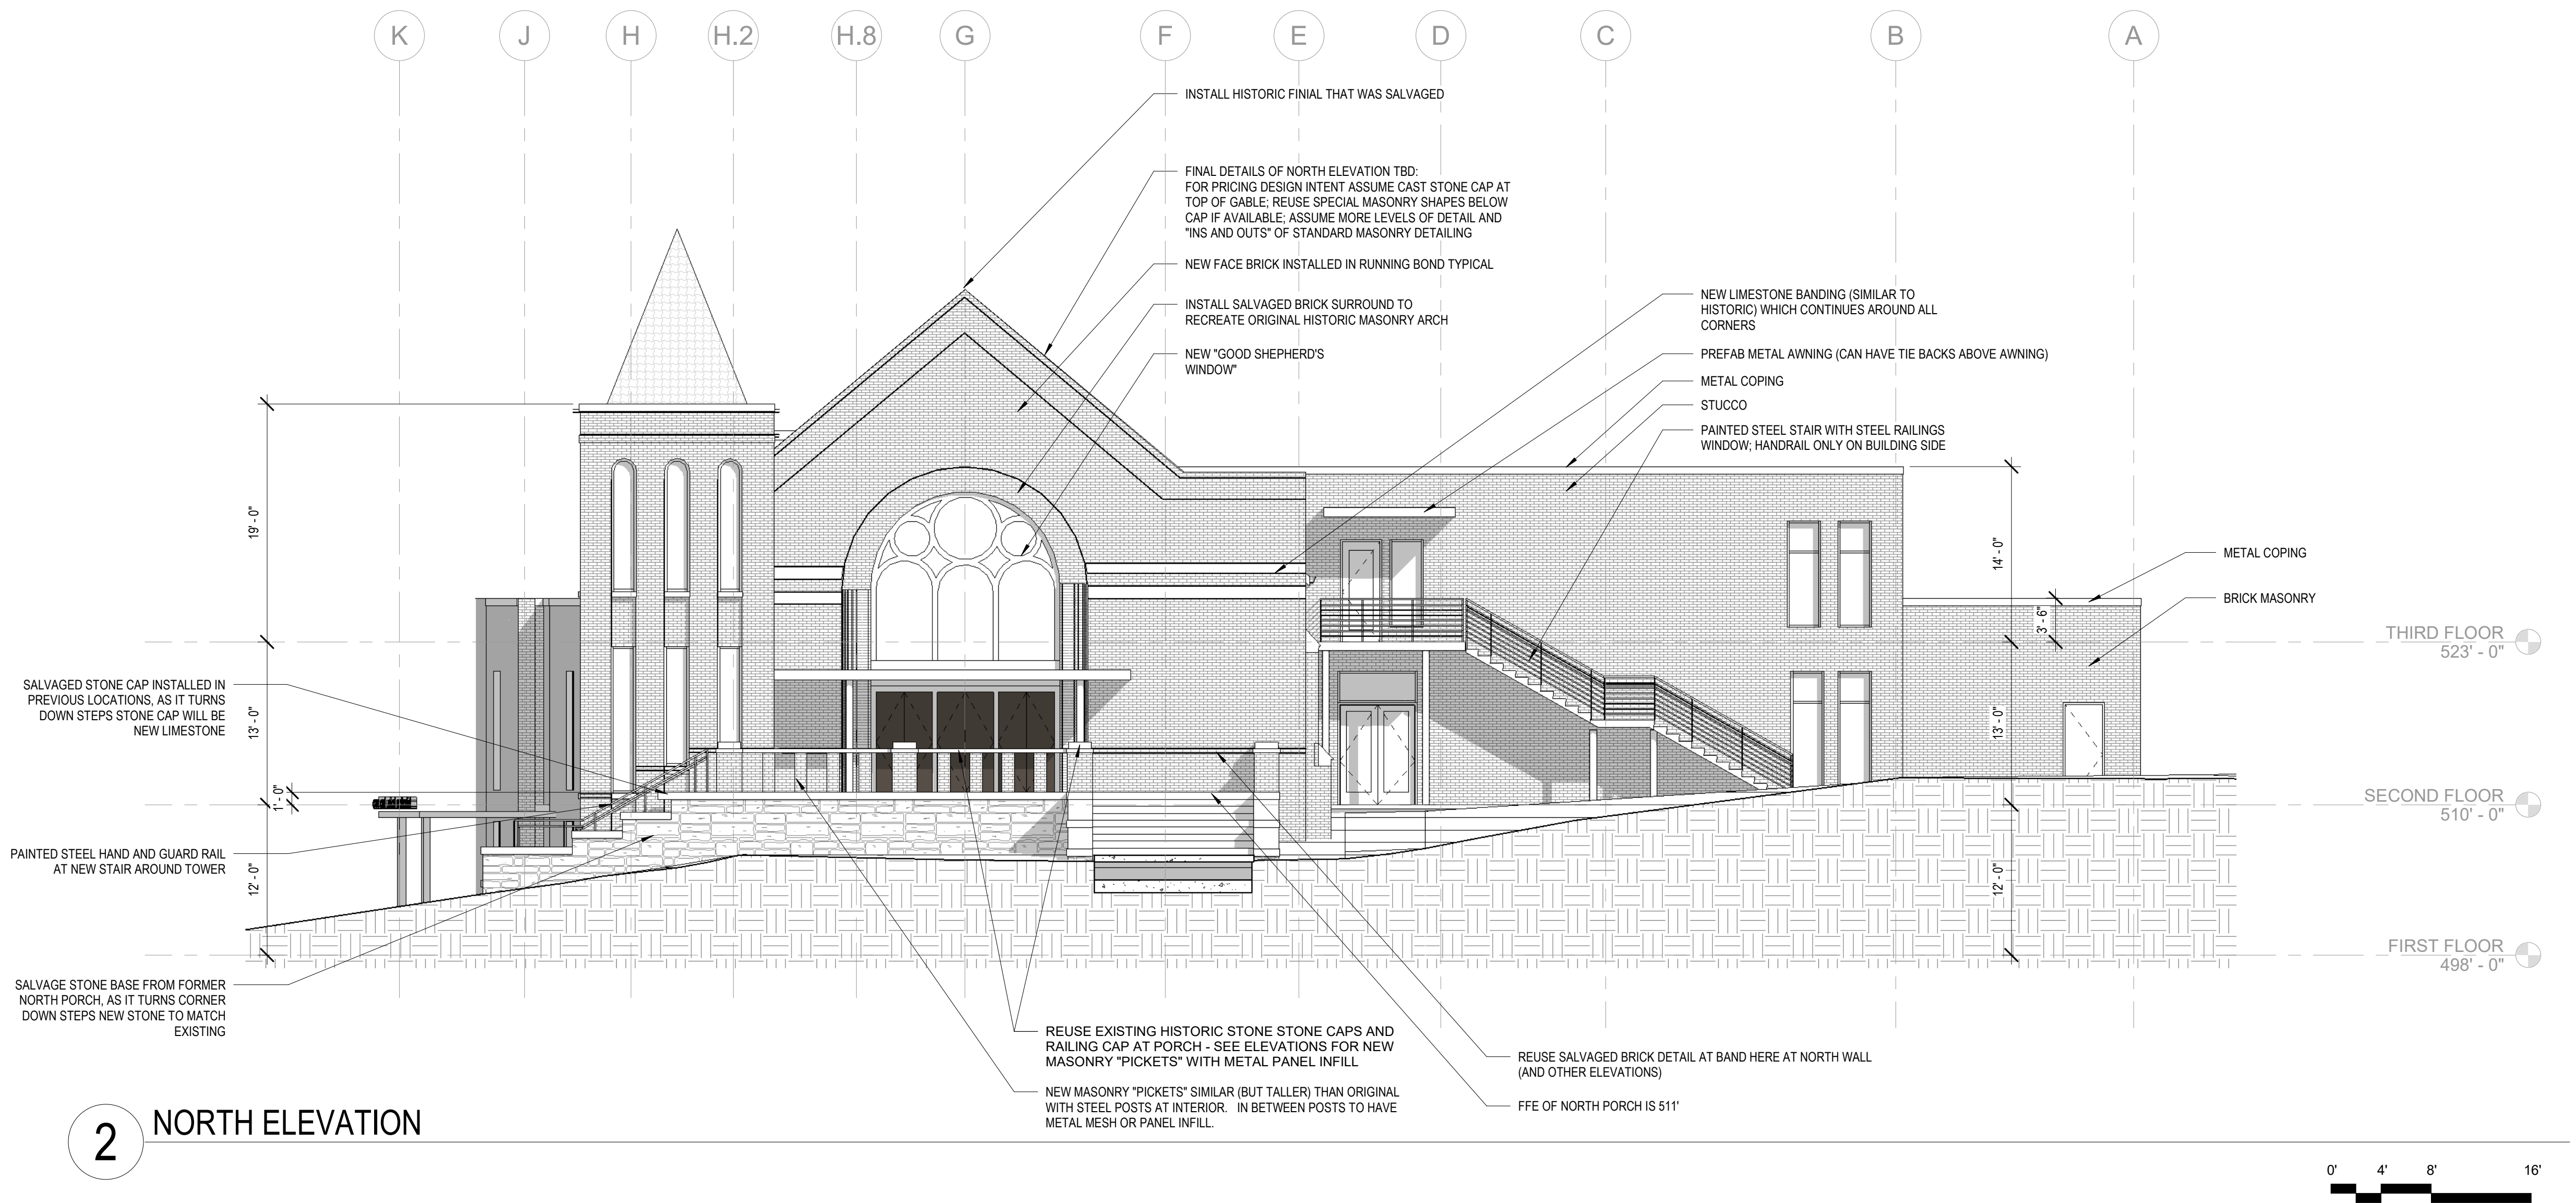 K
J
H
H.2
H.8
G
F
E
D
C
B
A
INSTALL HISTORIC FINIAL THAT WAS SALVAGED
FINAL DETAILS OF NORTH ELEVATION TBD:
FOR PRICING DESIGN INTENT ASSUME CAST STONE CAP AT
TOP OF GABLE; REUSE SPECIAL MASONRY SHAPES BELOW
CAP IF AVAILABLE; ASSUME MORE LEVELS OF DETAIL AND
"INS AND OUTS" OF STANDARD MASONRY DETAILING
NEW FACE BRICK INSTALLED IN RUNNING BOND TYPICAL
INSTALL SALVAGED BRICK SURROUND TO
RECREATE ORIGINAL HISTORIC MASONRY ARCH
NEW "GOOD SHEPHERD'S
WINDOW"
NEW LIMESTONE BANDING (SIMILAR TO
HISTORIC) WHICH CONTINUES AROUND ALL
CORNERS
PREFAB METAL AWNING (CAN HAVE TIE BACKS ABOVE AWNING)
METAL COPING
STUCCO
PAINTED STEEL STAIR WITH STEEL RAILINGS
WINDOW; HANDRAIL ONLY ON BUILDING SIDE
METAL COPING
BRICK MASONRY
19' - 0"
13' - 0"
1' - 0"
12' - 0"
14' - 0"
3' - 6"
13' - 0"
12' - 0"
THIRD FLOOR
523' - 0"
SECOND FLOOR
510' - 0"
FIRST FLOOR
498' - 0"
SALVAGED STONE CAP INSTALLED IN
PREVIOUS LOCATIONS, AS IT TURNS
DOWN STEPS STONE CAP WILL BE
NEW LIMESTONE
PAINTED STEEL HAND AND GUARD RAIL
AT NEW STAIR AROUND TOWER
SALVAGE STONE BASE FROM FORMER
NORTH PORCH, AS IT TURNS CORNER
DOWN STEPS NEW STONE TO MATCH
EXISTING
REUSE EXISTING HISTORIC STONE STONE CAPS AND
RAILING CAP AT PORCH - SEE ELEVATIONS FOR NEW
MASONRY "PICKETS" WITH METAL PANEL INFILL
NEW MASONRY "PICKETS" SIMILAR (BUT TALLER) THAN ORIGINAL
WITH STEEL POSTS AT INTERIOR. IN BETWEEN POSTS TO HAVE
METAL MESH OR PANEL INFILL.
REUSE SALVAGED BRICK DETAIL AT BAND HERE AT NORTH WALL
(AND OTHER ELEVATIONS)
FFE OF NORTH PORCH IS 511'
2 NORTH ELEVATION
0' 4' 8' 16'